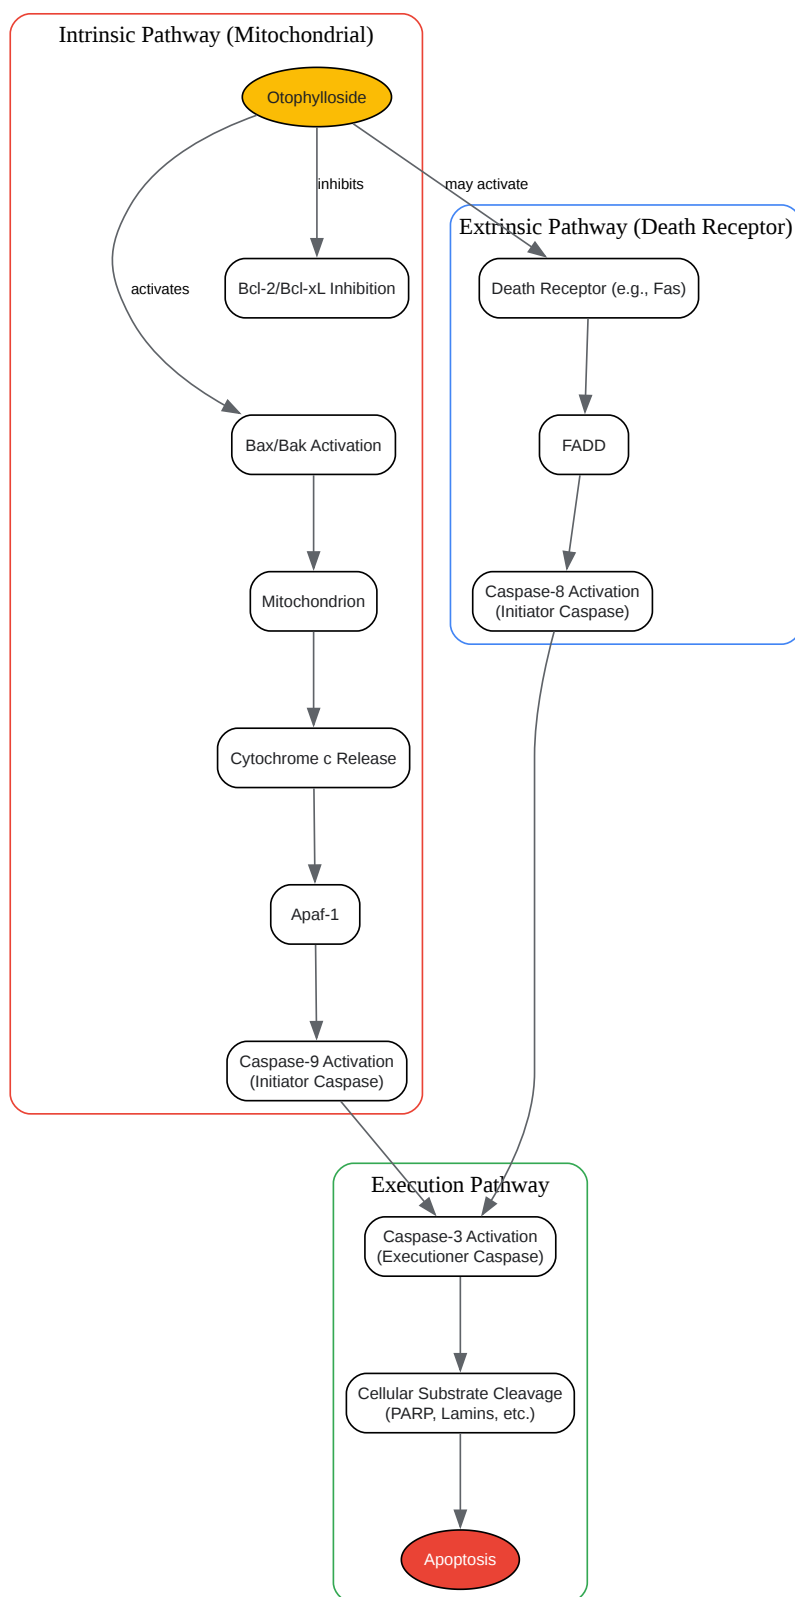 Intrinsic Pathway (Mitochondrial)
Otophylloside
inhibits
may activate
Extrinsic Pathway (Death Receptor)
activates
Bcl-2/Bcl-xL Inhibition
Death Receptor (e.g., Fas)
Bax/Bak Activation
FADD
Mitochondrion
Caspase-8 Activation
(Initiator Caspase)
Cytochrome c Release
Apaf-1
Caspase-9 Activation
(Initiator Caspase)
Execution Pathway
Caspase-3 Activation
(Executioner Caspase)
Cellular Substrate Cleavage
(PARP, Lamins, etc.)
Apoptosis